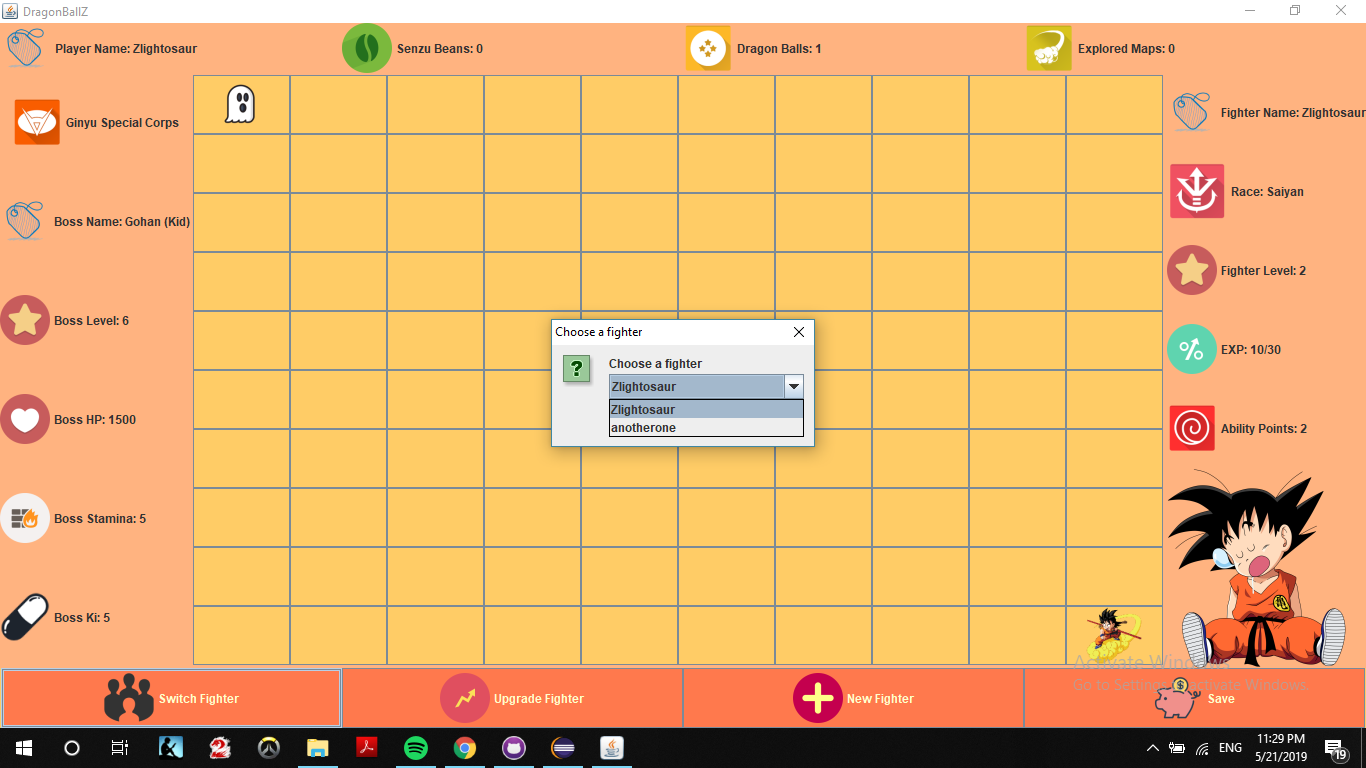 DragonBallZ
Player Name: Zlightosaur
Senzu Beans: 0
Dragon Balls: 1
Explored Maps: 0
Ginyu Special Corps
Boss Name: Gohan (Kid)
Boss Level: 6
Boss HP: 1500
Boss Stamina: 5
Boss Ki: 5
Choose a fighter
Choose a fighter
Zlightosaur
Zlightosaur
anotherone
Fighter Name: Zlightosaur
Race: Saiyan
Fighter Level: 2
EXP: 10/30
Ability Points: 2
Activate Windows
Go to Settings to activate Windows.
Switch Fighter
Upgrade Fighter
New Fighter
Save
ENG
11:29 PM
5/21/2019
19